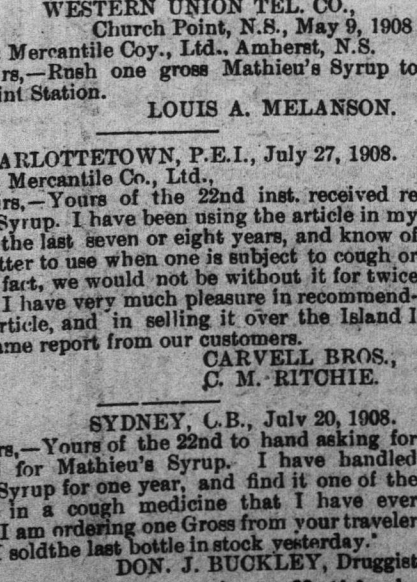 WESTERN UNION TEL. CO.,
Church Point, N.S., May 9, 1908
Mercantile Coy., Ltd., Amherst, N.S.
rs,—Rush one gross Mathieu's Syrup to
int Station.
LOUIS A. MELANSON.
ARLOTTETOWN, P.E.I., July 27, 1908.
Mercantile Co., Ltd.,
rs,—Yours of the 22nd inst. received re
Syrup. I have been using the article in my
the last seven or eight years, and know of
tter to use when one is subject to cough or
fact, we would not be without it for twice
I have very much pleasure in recommend-
rticle, and in selling it over the Island I
ame report from our customers.
CARVELL BROS.,
C. M. RITCHIE.
SYDNEY, C.B., July 20, 1908.
rs,—Yours of the 22nd to hand asking for
for Mathieu's Syrup. I have handled
Syrup for one year, and find it one of the
in a cough medicine that I have ever
I am ordering one Gross from your traveler
I soldthe last bottle in stock yesterday.
DON. J. BUCKLEY, Druggist